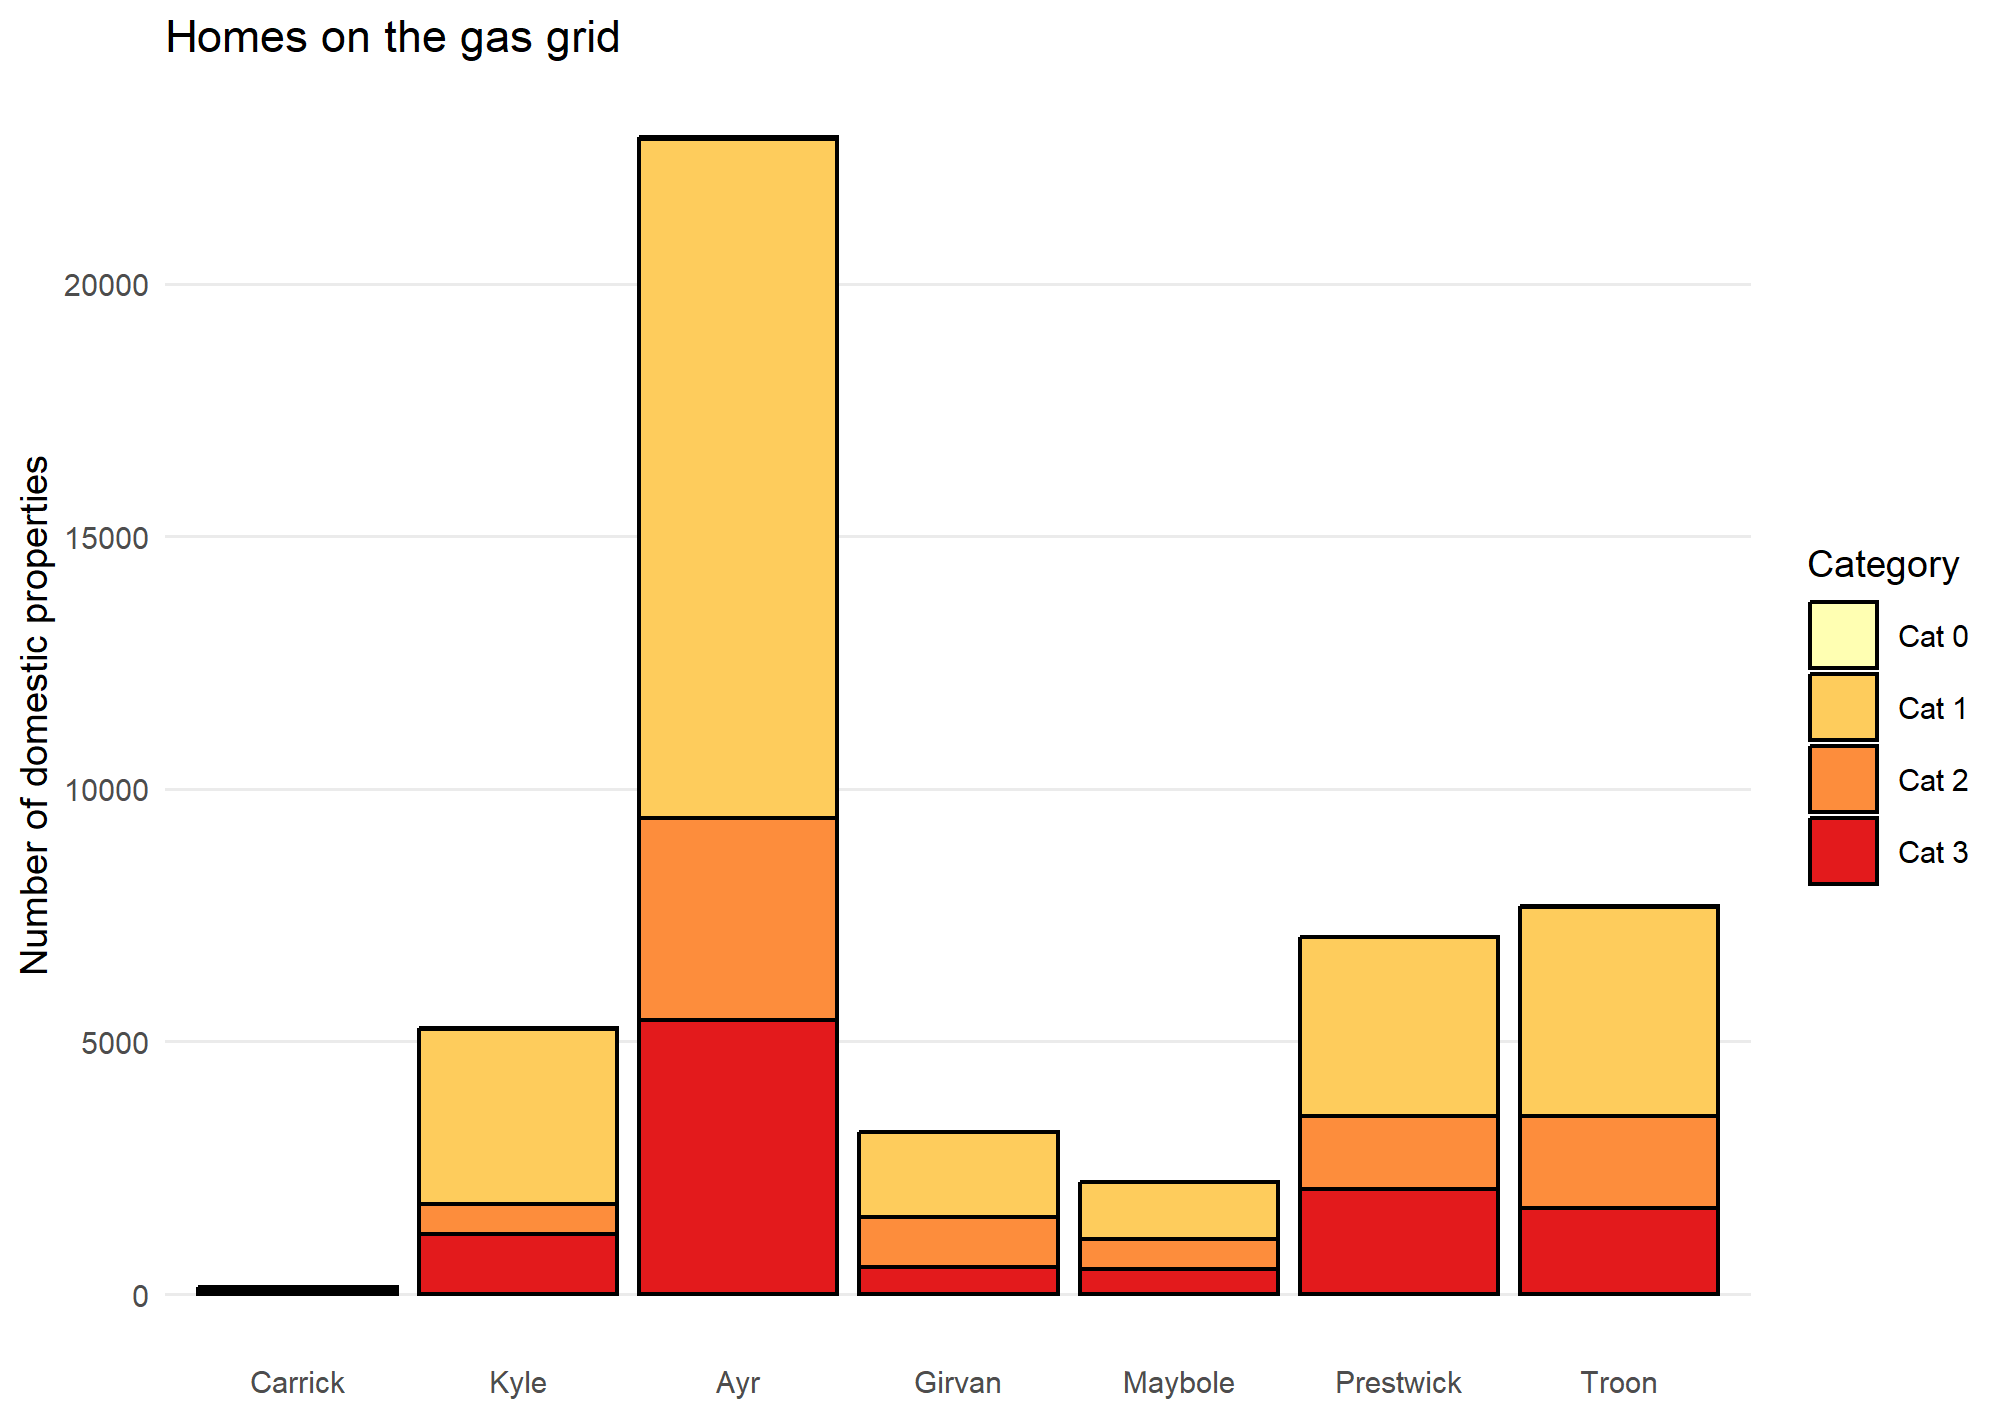 Homes on the gas grid
Number of domestic properties
20000
15000
10000
5000
0
Carrick
Kyle
Ayr
Girvan
Maybole
Prestwick
Troon
Category
Cat 0
Cat 1
Cat 2
Cat 3